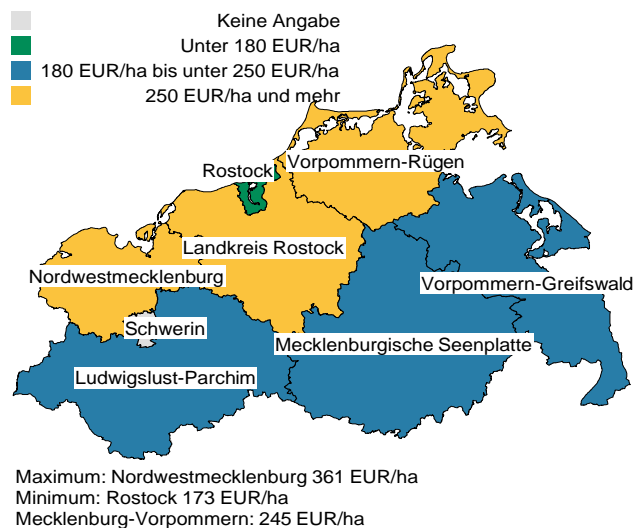 Keine Angabe
Unter 180 EUR/ha
180 EUR/ha bis unter 250 EUR/ha
250 EUR/ha und mehr
Rostock
Vorpommern-Rügen
Landkreis Rostock
Nordwestmecklenburg
Vorpommern-Greifswald
Schwerin
Mecklenburgische Seenplatte
Ludwigslust-Parchim
Maximum: Nordwestmecklenburg 361 EUR/ha
Minimum: Rostock 173 EUR/ha
Mecklenburg-Vorpommern: 245 EUR/ha